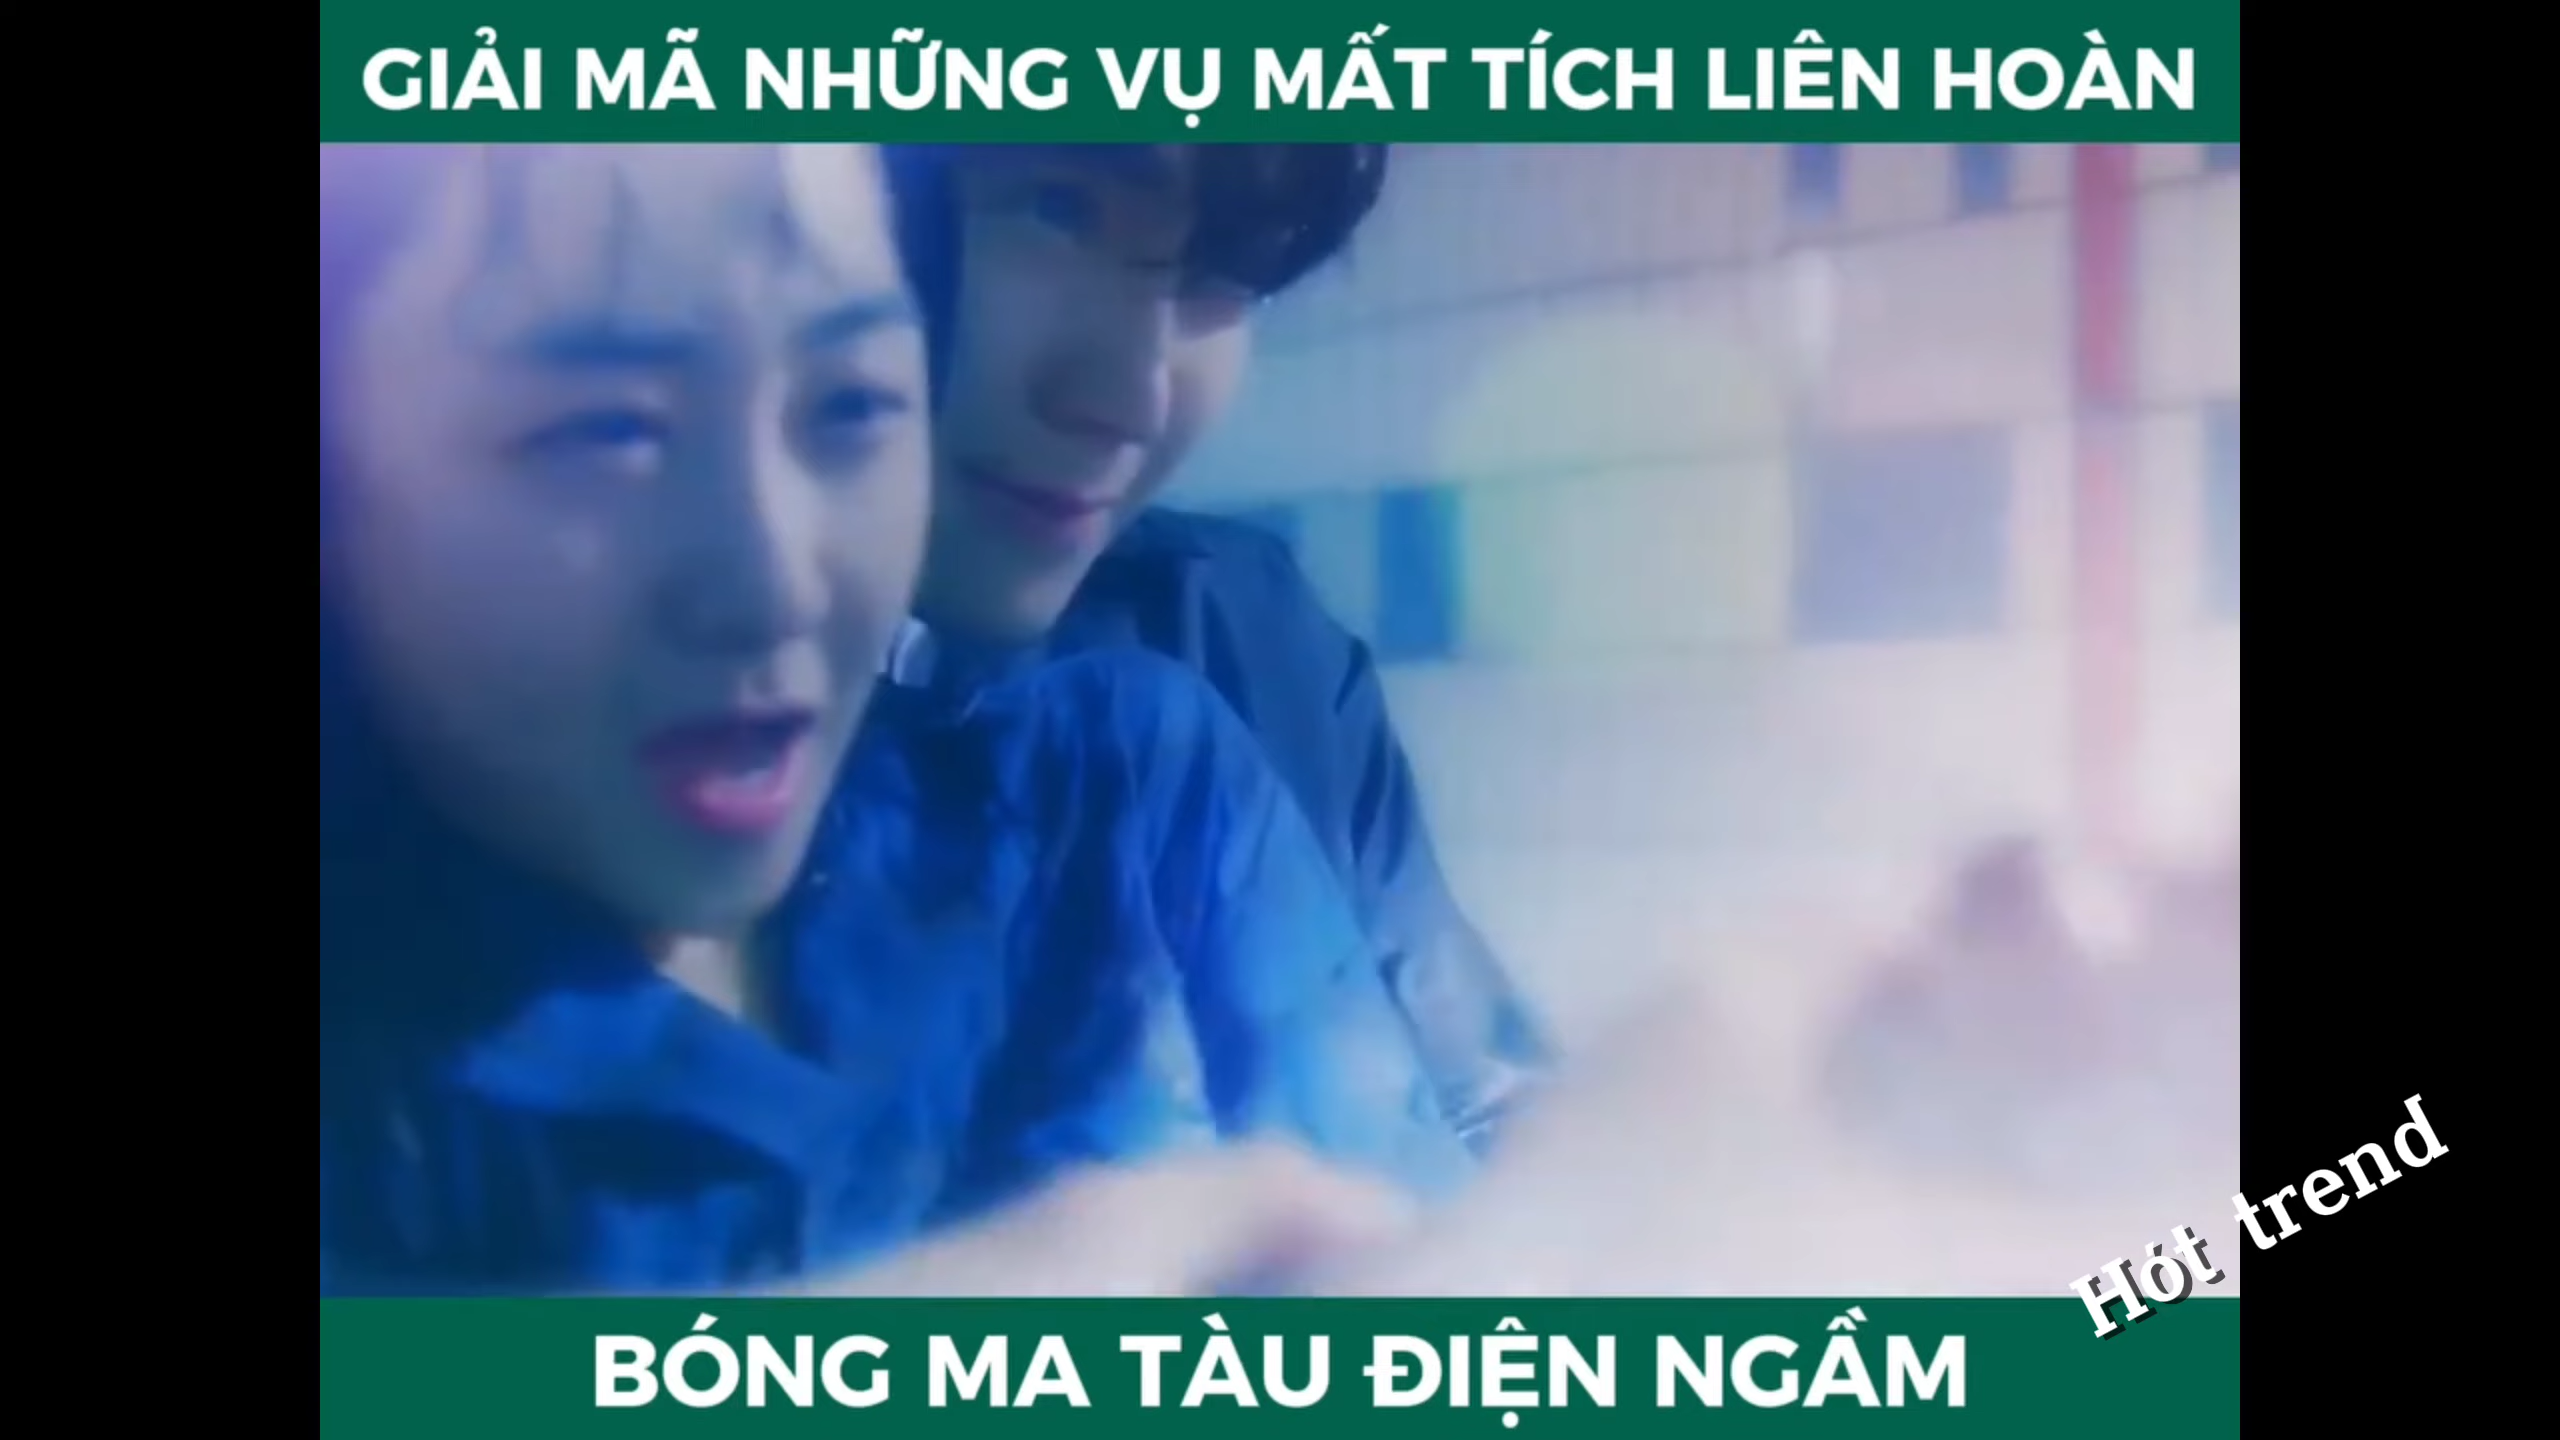 GIẢI MÃ NHỮNG VỤ MẤT TÍCH LIÊN HOÀN
Hót trend
BÓNG MA TÀU ĐIỆN NGẦM